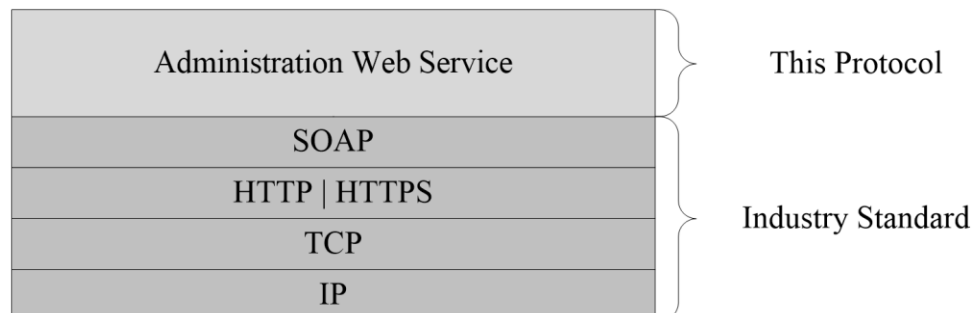 Administration Web Service
This Protocol
SOAP
HTTP | HTTPS
TCP
IP
Industry Standard